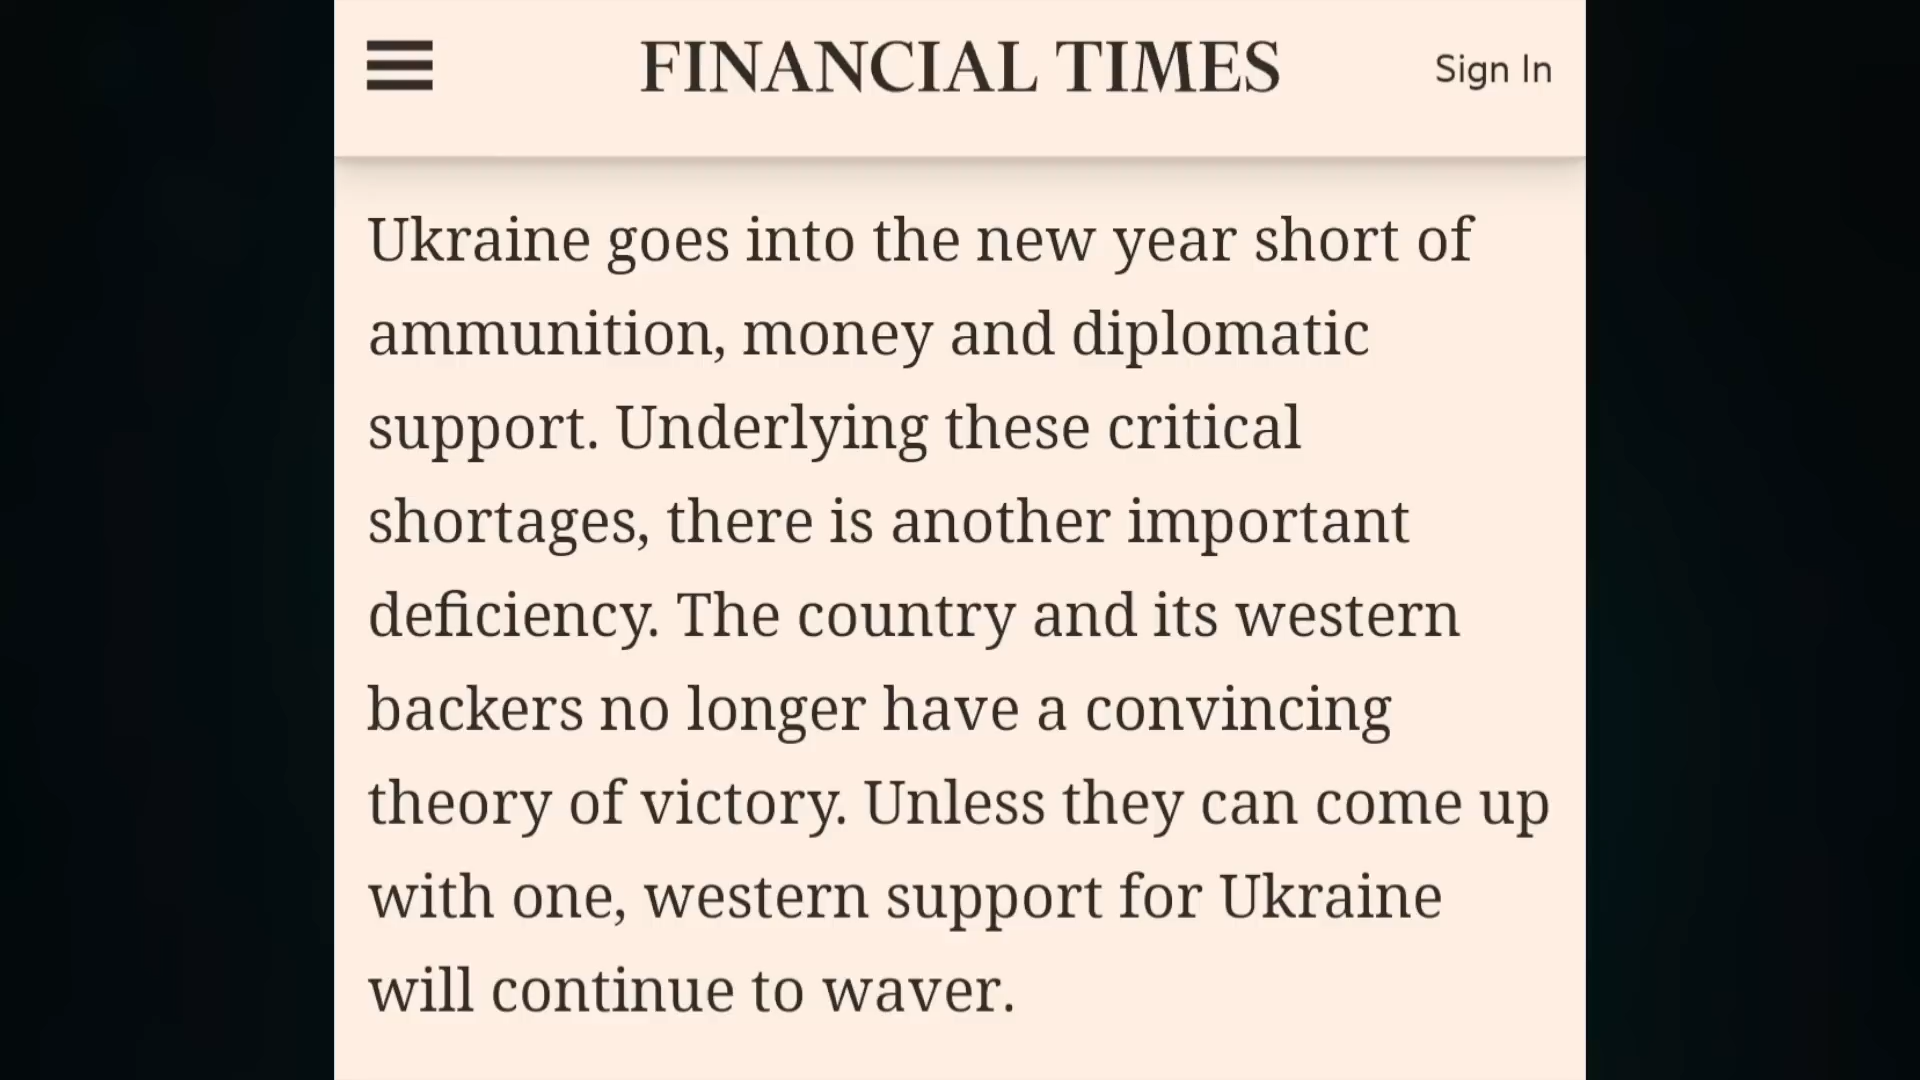 FINANCIAL TIMES
Sign In
Ukraine goes into the new year short of
ammunition, money and diplomatic
support. Underlying these critical
shortages, there is another important
deficiency. The country and its western
backers no longer have a convincing
theory of victory. Unless they can come up
with one, western support for Ukraine
will continue to waver.